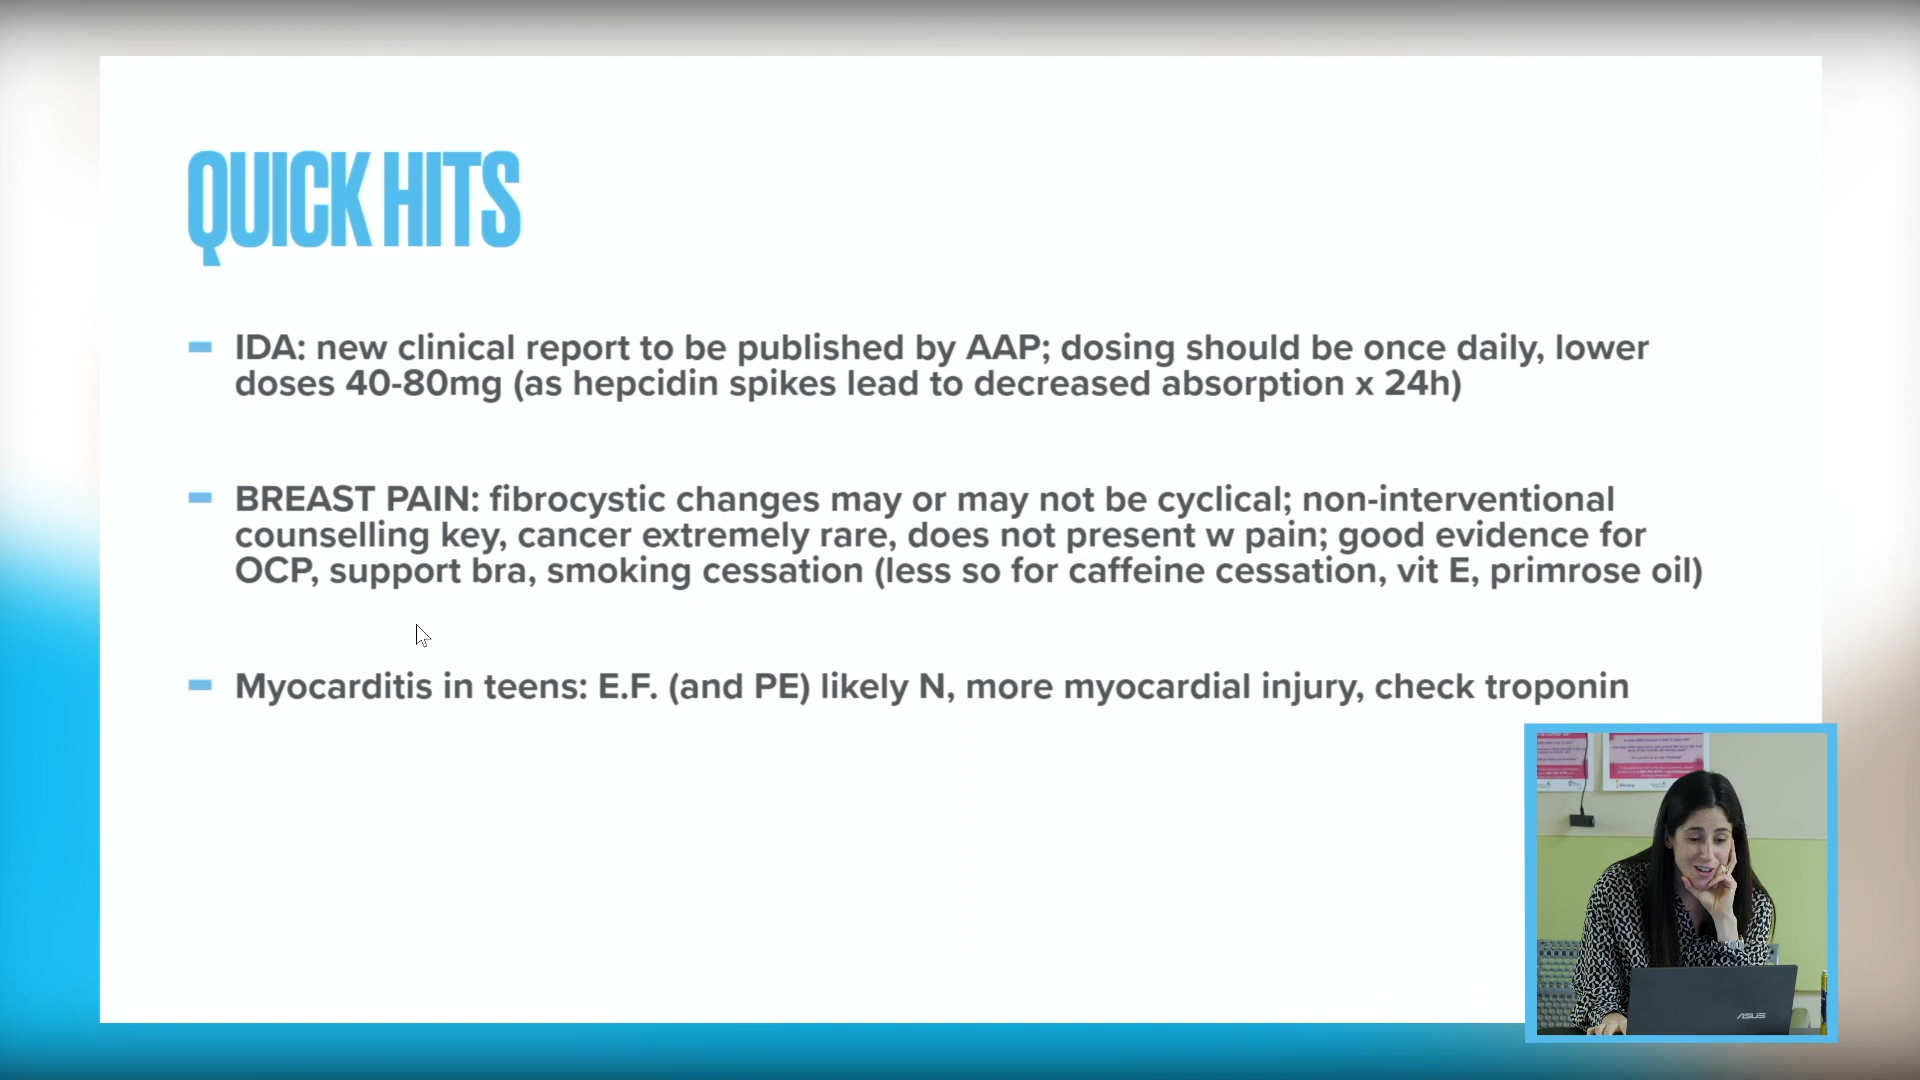 QUICK HITS
IDA: new clinical report to be published by AAP; dosing should be once daily, lower
doses 40-80mg (as hepcidin spikes lead to decreased absorption x 24h)
BREAST PAIN: fibrocystic changes may or may not be cyclical; non-interventional
counselling key, cancer extremely rare, does not present w pain; good evidence for
OCP, support bra, smoking cessation (less so for caffeine cessation, vit E, primrose oil)
Myocarditis in teens: E.F. (and PE) likely N, more myocardial injury, check troponin
ASUS